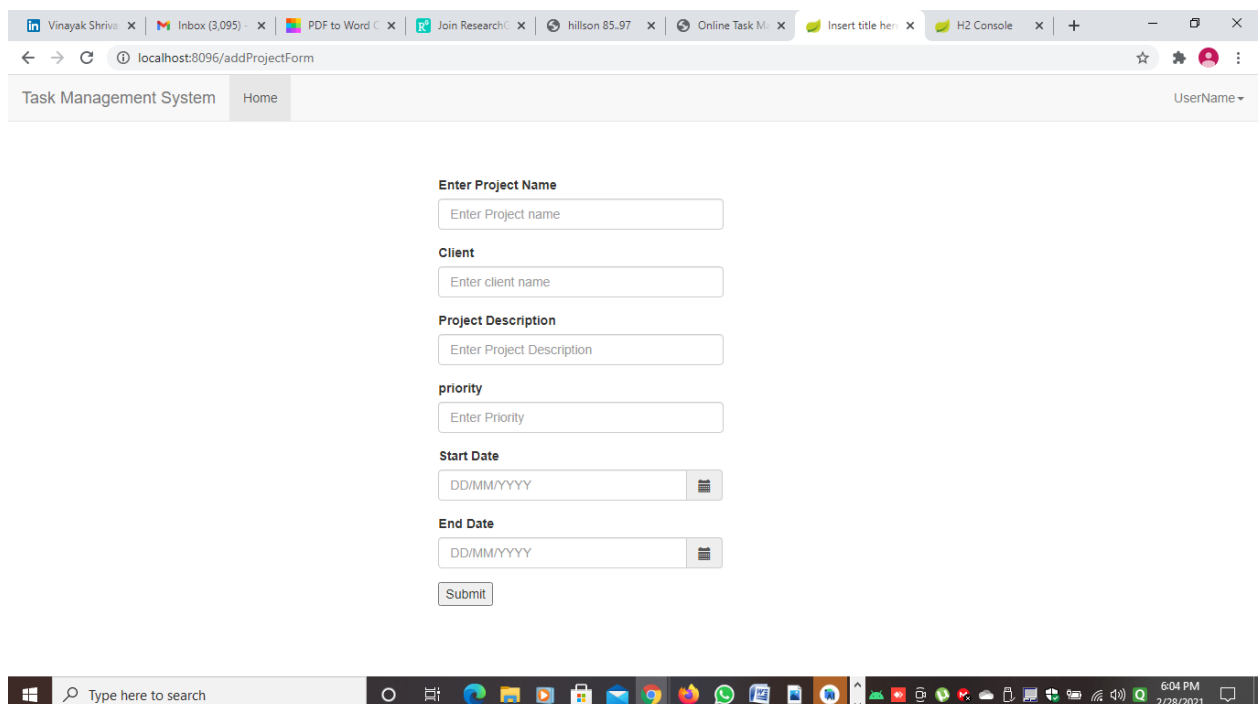 Vinayak Shriva
Inbox (3,095) -
PDF to Word C
Join ResearchG
hillson 85..97
Online Task Ma
Insert title here
H2 Console
localhost:8096/addProjectForm
Task Management System
Home
UserName
Enter Project Name
Enter Project name
Client
Enter client name
Project Description
Enter Project Description
priority
Enter Priority
Start Date
DD/MM/YYYY
End Date
DD/MM/YYYY
Submit
Type here to search
6:04 PM
2/28/2021